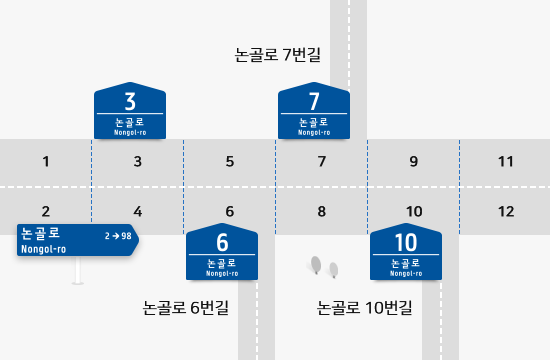 논골로 7번길
3
논골로
Nongol-ro
7
논골로
Nongol-ro
1 3 5 7 9 11
2 4 6 8 10 12
논골로 2→98
Nongol-ro
6
논골로
Nongol-ro
10
논골로
Nongol-ro
논골로 6번길
논골로 10번길